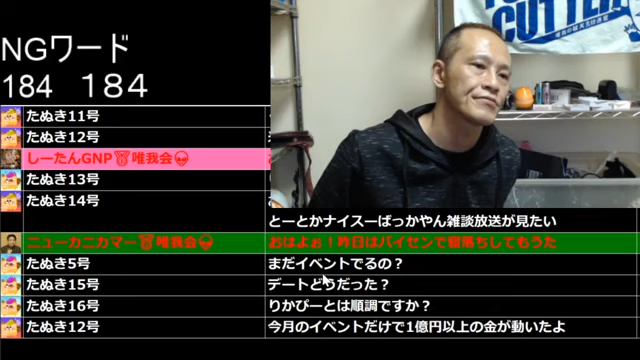 NGワード
184 184
CUTTER
たぬき11号
たぬき12号
しーたんGNP➰唯我会👽
たぬき13号
たぬき14号
とーとかナイスーばっかやん雑談放送が見たい
ニューカニカマー➰唯我会👽 おはよぉ!昨日はパイセンで寝落ちしてもうた
たぬき5号 まだイベントでるの?
たぬき15号 デートどうだった?
たぬき16号 りかぴーとは順調ですか?
たぬき12号 今月のイベントだけで1億円以上の金が動いたよ